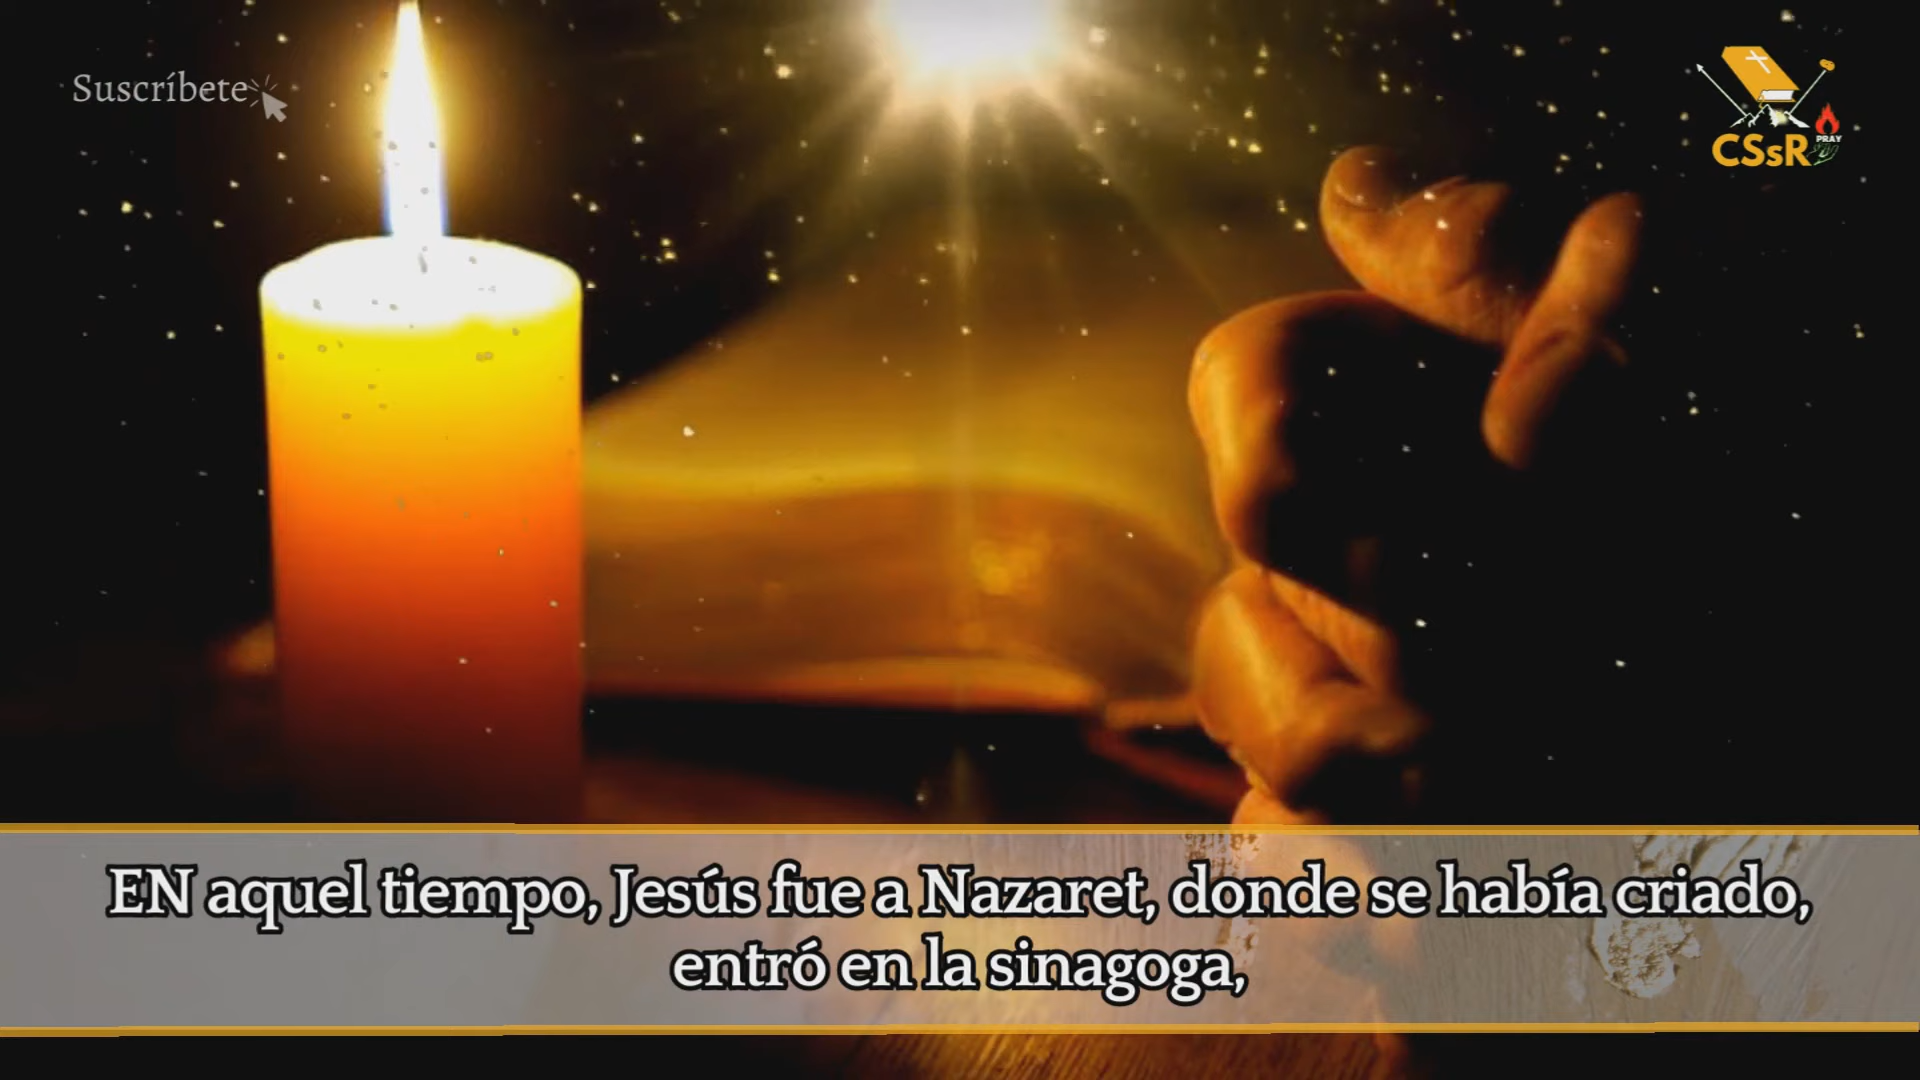 Suscríbete
PRAY
CSsR
EN aquel tiempo, Jesús fue a Nazaret, donde se había criado,
entró en la sinagoga,